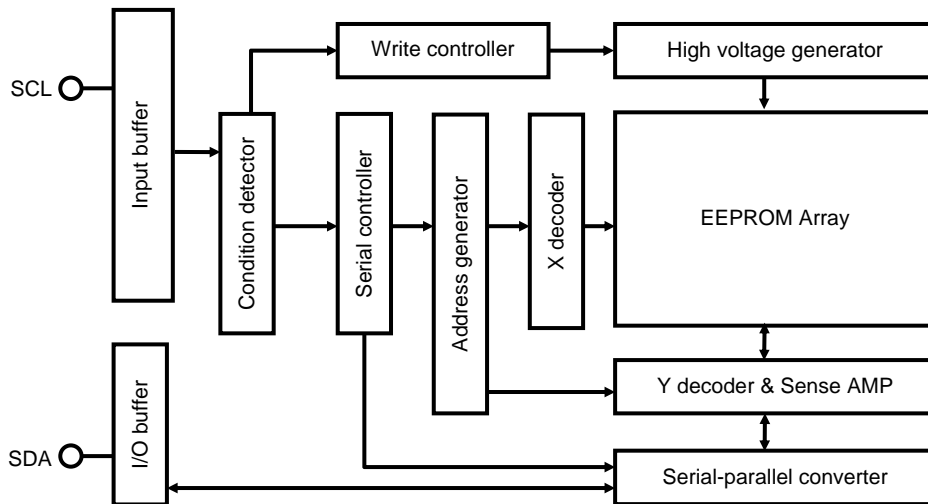 Write controller
High voltage generator
SCL
Input buffer
Condition detector
Serial controller
Address generator
X decoder
EEPROM Array
Y decoder & Sense AMP
SDA
I/O buffer
Serial-parallel converter